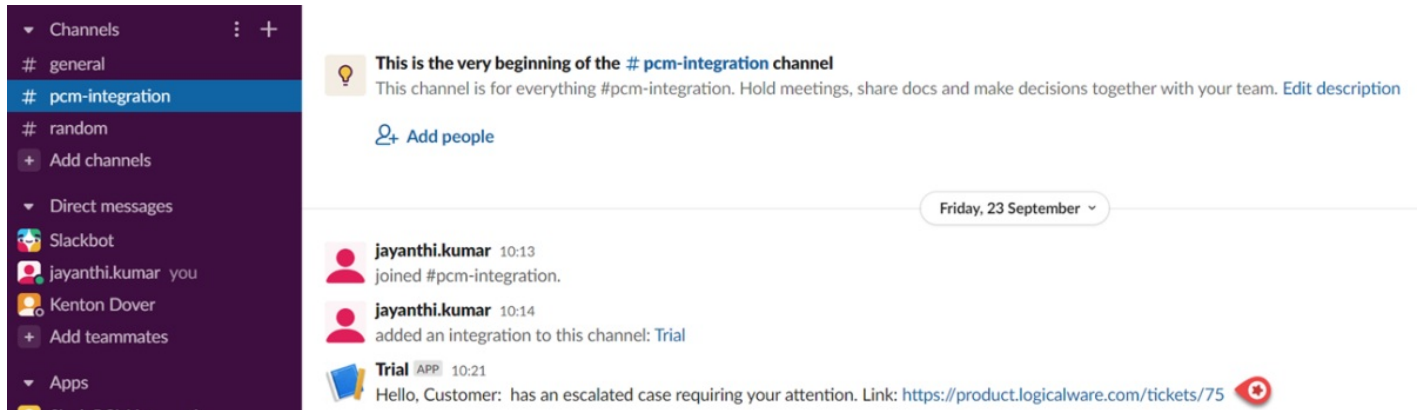 Channels
# general
# pcm-integration
# random
+ Add channels
Direct messages
Slackbot
jayanthi.kumar you
Kenton Dover
+ Add teammates
Apps
This is the very beginning of the # pcm-integration channel
This channel is for everything #pcm-integration. Hold meetings, share docs and make decisions together with your team. Edit description
Add people
Friday, 23 September
jayanthi.kumar 10:13
joined #pcm-integration.
jayanthi.kumar 10:14
added an integration to this channel: Trial
Trial APP 10:21
Hello, Customer: has an escalated case requiring your attention. Link: https://product.logicalware.com/tickets/75